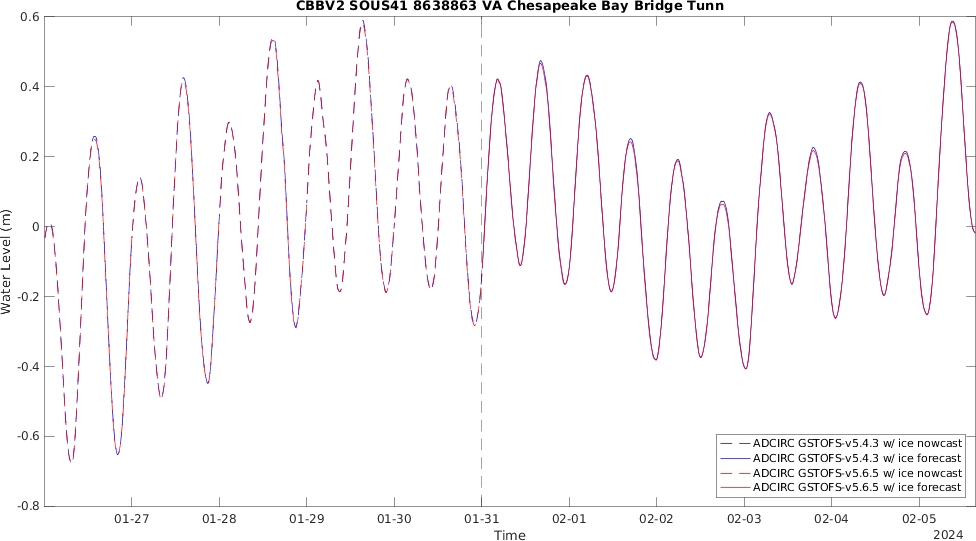 CBBV2 SOUS41 8638863 VA Chesapeake Bay Bridge Tunn
Water Level (m)
0.6
0.4
0.2
0
-0.2
-0.4
-0.6
-0.8
ADCIRC GSTOFS-v5.4.3 w/ ice nowcast
ADCIRC GSTOFS-v5.4.3 w/ ice forecast
ADCIRC GSTOFS-v5.6.5 w/ ice nowcast
ADCIRC GSTOFS-v5.6.5 w/ ice forecast
01-27 01-28 01-29 01-30 01-31 02-01 02-02 02-03 02-04 02-05
Time
2024